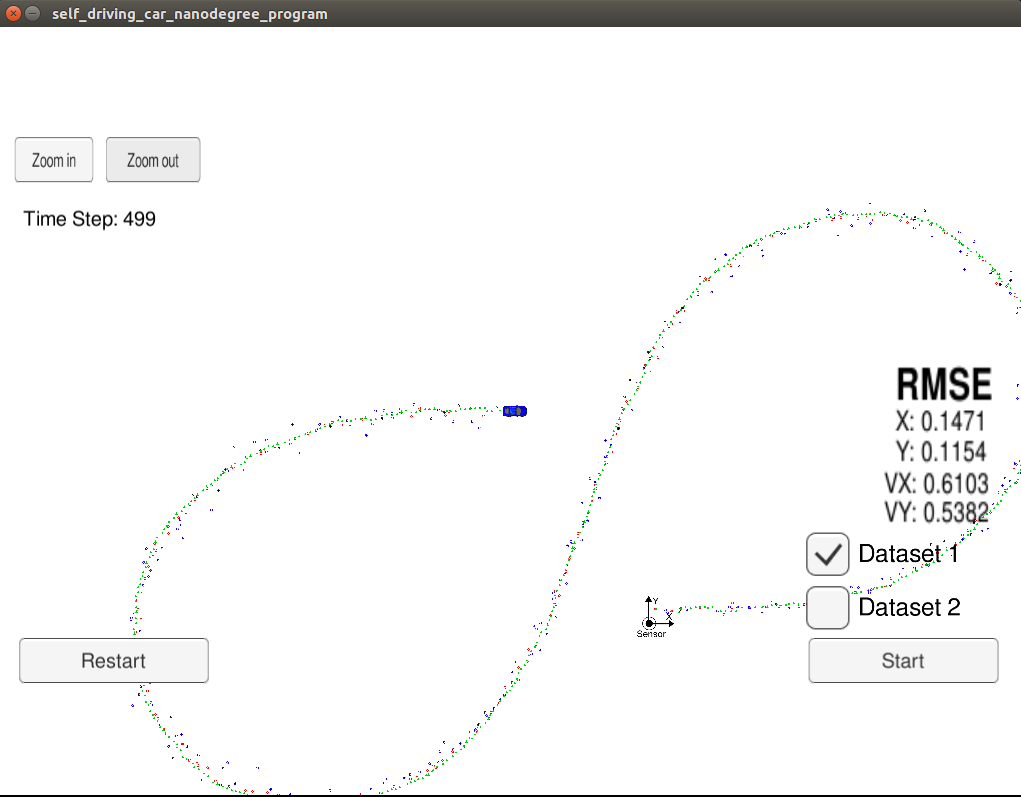 self_driving_car_nanodegree_program
Zoom in
Zoom out
Time Step: 499
RMSE
X: 0.1471
Y: 0.1154
VX: 0.6103
VY: 0.5382
Dataset 1
Dataset 2
Y
X
Sensor
Restart
Start